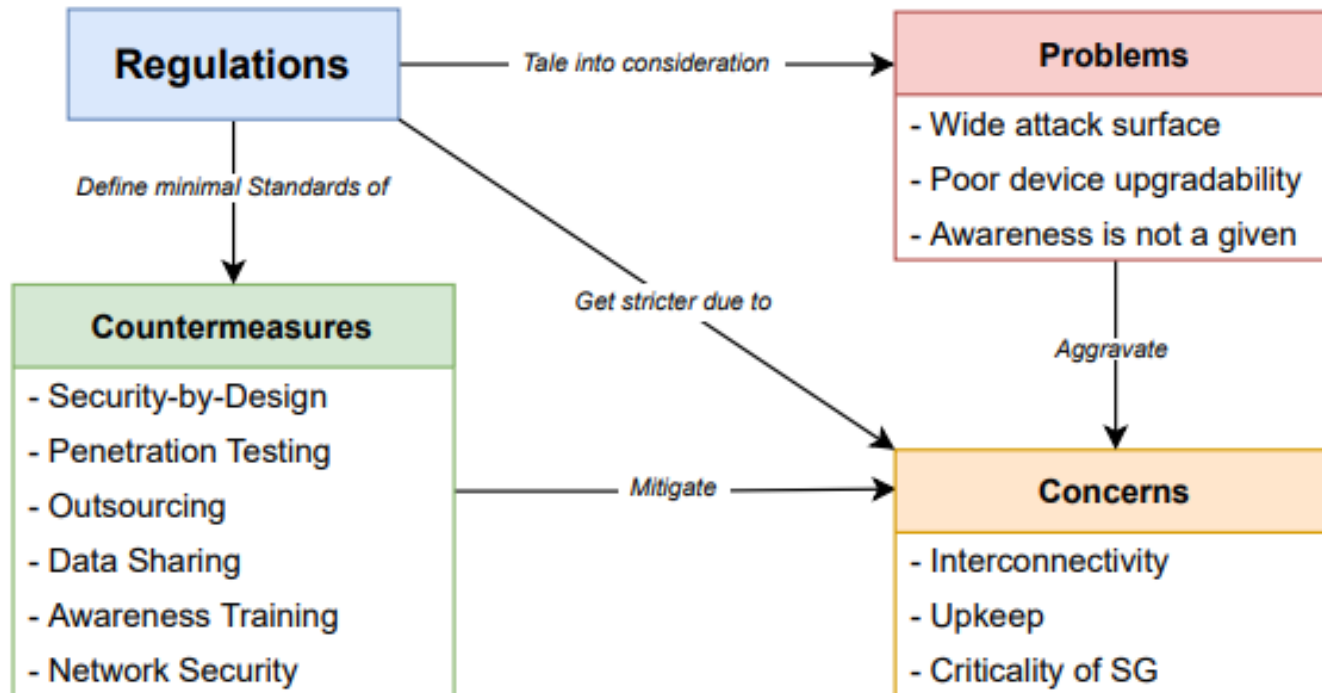 Regulations
Tale into consideration
Problems
- Wide attack surface
- Poor device upgradability
- Awareness is not a given
Define minimal Standards of
Get stricter due to
Aggravate
Countermeasures
- Security-by-Design
- Penetration Testing
- Outsourcing
- Data Sharing
- Awareness Training
- Network Security
Mitigate
Concerns
- Interconnectivity
- Upkeep
- Criticality of SG